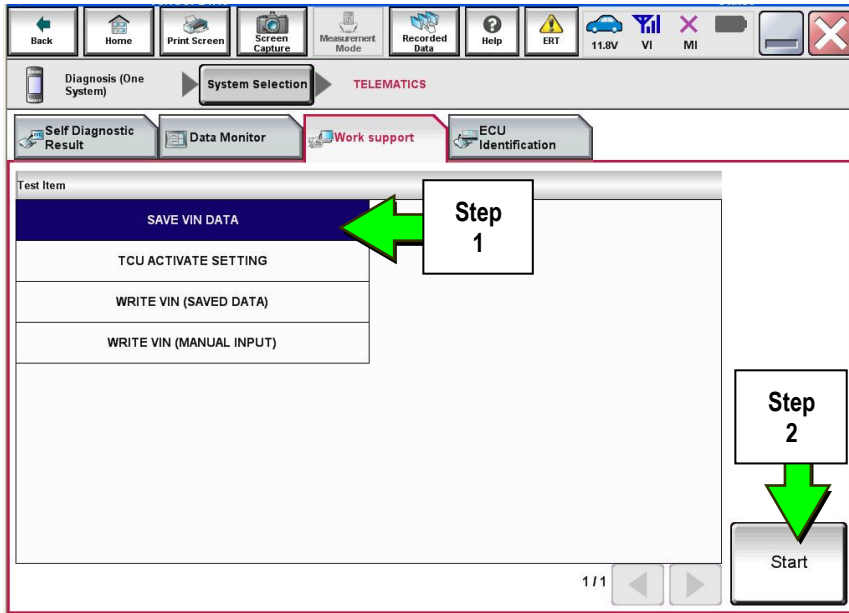 Back
Home
Print Screen
Screen
Capture
Measurement
Mode
Recorded
Data
Help
ERT
11.8V
VI
MI
Diagnosis (One
System)
System Selection
TELEMATICS
Self Diagnostic
Result
Data Monitor
Work support
ECU
Identification
Test Item
SAVE VIN DATA
TCU ACTIVATE SETTING
WRITE VIN (SAVED DATA)
WRITE VIN (MANUAL INPUT)
Step
1
Step
2
Start
1/1